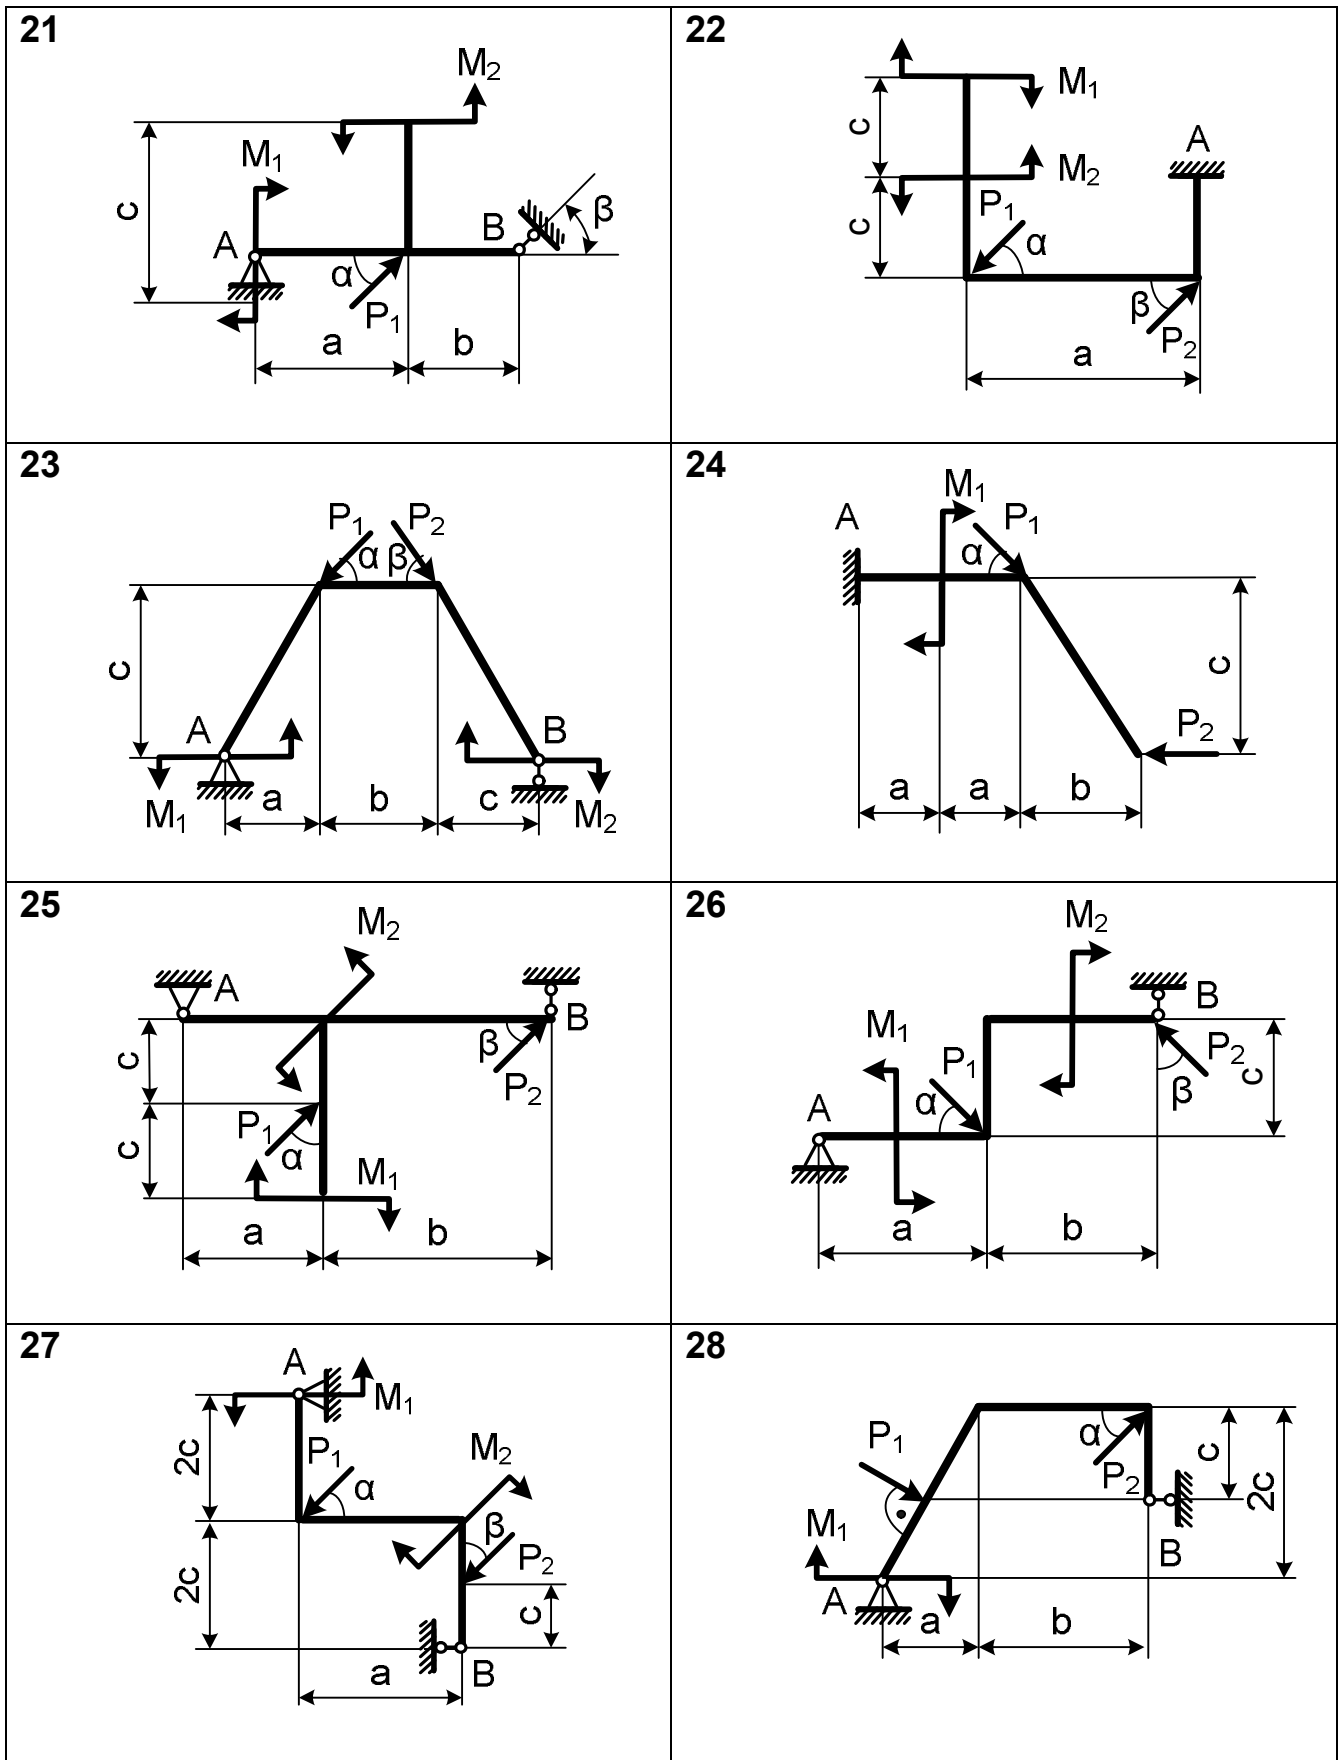 21
M₂
M₁
c
A
B
β
α
P₁
a
b
22
M₁
c
A
M₂
P₁
c
α
β
P₂
a
23
P₁
P₂
α
β
c
A
B
M₁
a
b
c
M₂
24
M₁
A
P₁
α
c
P₂
a
a
b
25
M₂
A
B
β
c
P₂
P₁
c
α
M₁
a
b
26
M₂
B
M₁
P₁
P₂
c
α
β
A
a
b
27
A
M₁
2c
P₁
M₂
α
β
P₂
2c
c
a
B
28
P₁
α
c
2c
P₂
M₁
B
A
a
b